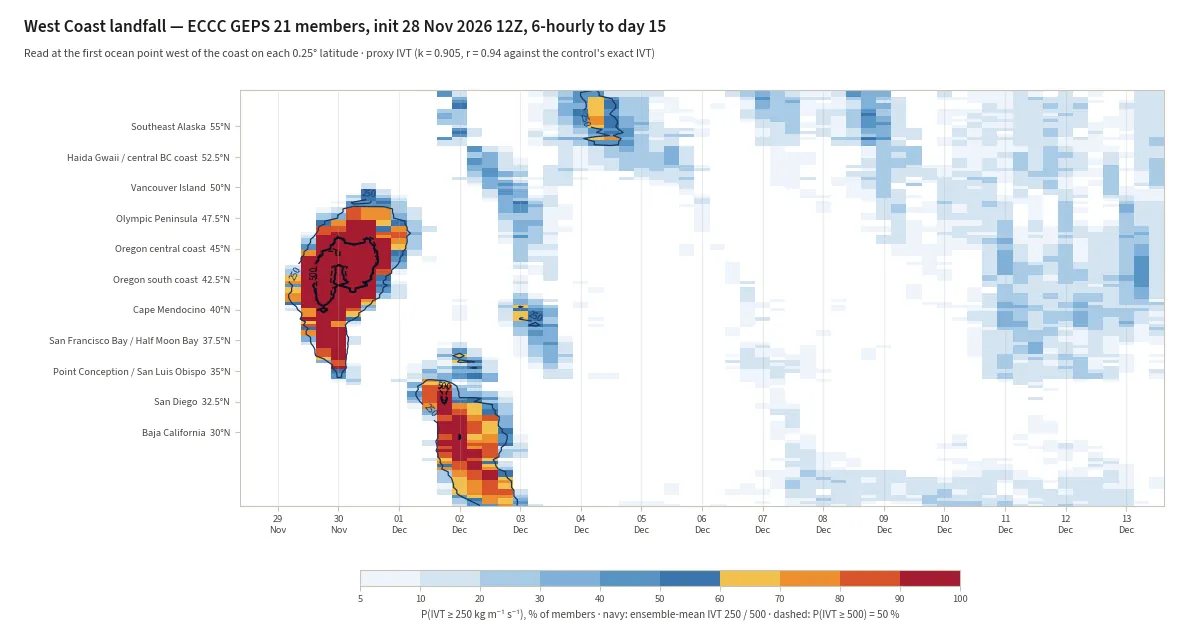 West Coast landfall — ECCC GEPS 21 members, init 28 Nov 2026 12Z, 6-hourly to day 15
Read at the first ocean point west of the coast on each 0.25° latitude · proxy IVT (k = 0.905, r = 0.94 against the control's exact IVT)
Southeast Alaska 55°N
Haida Gwaii / central BC coast 52.5°N
Vancouver Island 50°N
Olympic Peninsula 47.5°N
Oregon central coast 45°N
Oregon south coast 42.5°N
Cape Mendocino 40°N
San Francisco Bay / Half Moon Bay 37.5°N
Point Conception / San Luis Obispo 35°N
San Diego 32.5°N
Baja California 30°N
250
250
500
250
500
250
250
29 30 01 02 03 04 05 06 07 08 09 10 11 12 13
Nov Nov Dec Dec Dec Dec Dec Dec Dec Dec Dec Dec Dec Dec Dec
5 10 20 30 40 50 60 70 80 90 100
P(IVT ≥ 250 kg m⁻¹ s⁻¹), % of members · navy: ensemble-mean IVT 250 / 500 · dashed: P(IVT ≥ 500) = 50 %